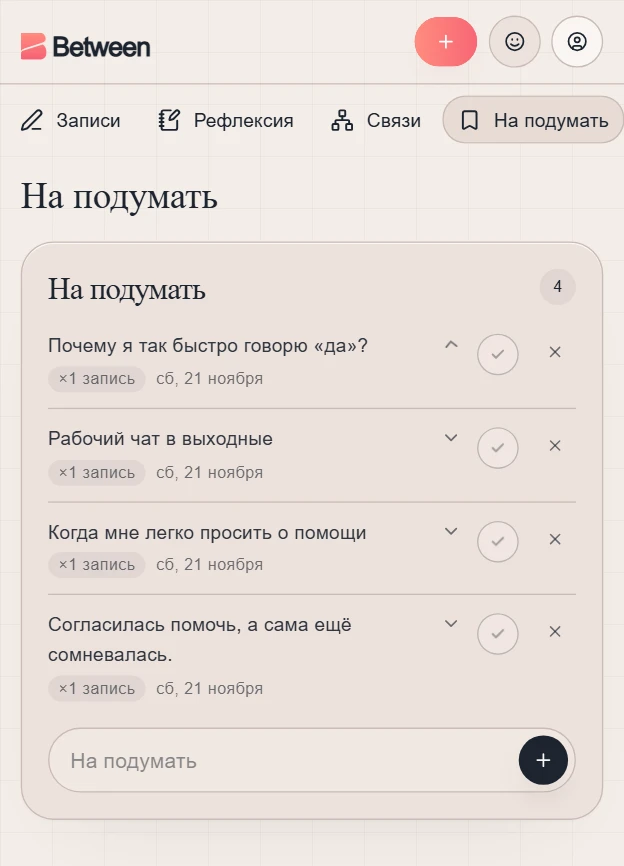 Between
Записи
Рефлексия
Связи
На подумать
На подумать
На подумать
4
Почему я так быстро говорю «да»?
×1 запись
сб, 21 ноября
Рабочий чат в выходные
×1 запись
сб, 21 ноября
Когда мне легко просить о помощи
×1 запись
сб, 21 ноября
Согласилась помочь, а сама ещё
сомневалась.
×1 запись
сб, 21 ноября
На подумать